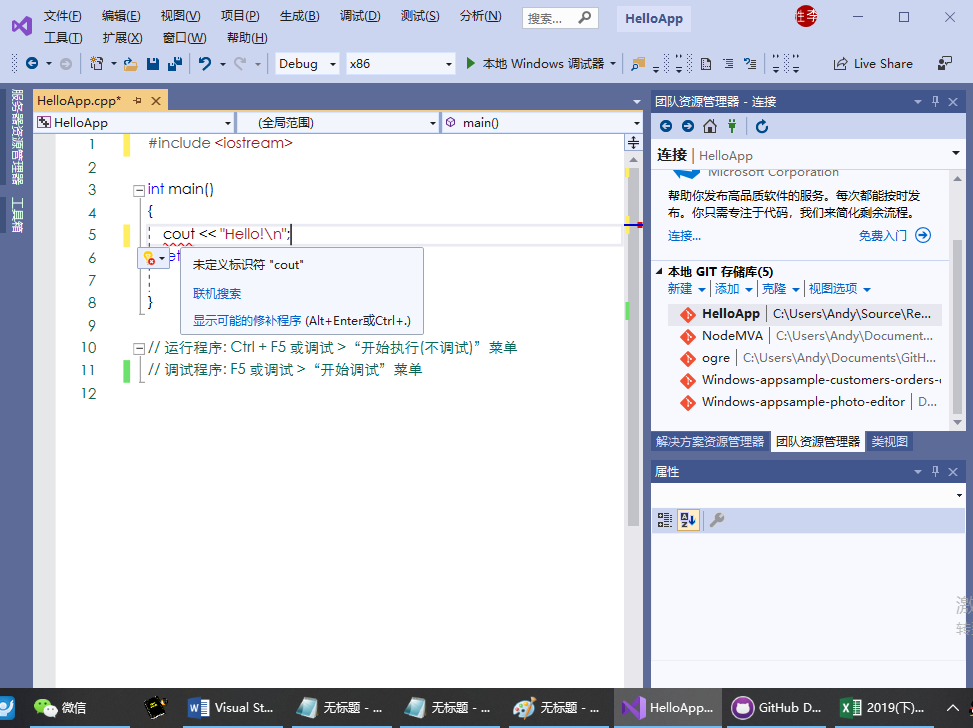 文件(F) 编辑(E) 视图(V) 项目(P) 生成(B) 调试(D) 测试(S) 分析(N) 搜索... HelloApp
工具(T) 扩展(X) 窗口(W) 帮助(H)
Debug x86 本地 Windows 调试器 Live Share
服务器资源管理器
工具箱
HelloApp.cpp*
HelloApp (全局范围) main()
1 #include <iostream>
2
3 int main()
4 {
5 cout << "Hello!\n";
6
7
8 }
9
10 // 运行程序: Ctrl + F5 或调试 >“开始执行(不调试)”菜单
11 // 调试程序: F5 或调试 >“开始调试”菜单
12
未定义标识符 "cout"
联机搜索
显示可能的修补程序 (Alt+Enter或Ctrl+.)
团队资源管理器 - 连接
连接 | HelloApp
Microsoft Corporation
帮助你发布高品质软件的服务。每次都能按时发
布。你只需专注于代码，我们来简化剩余流程。
连接... 免费入门
本地 GIT 存储库(5)
新建 | 添加 | 克隆 | 视图选项
HelloApp | C:\Users\Andy\Source\Re...
NodeMVA | C:\Users\Andy\Document...
ogre | C:\Users\Andy\Documents\GitH...
Windows-appsample-customers-orders-
Windows-appsample-photo-editor | D...
解决方案资源管理器 团队资源管理器 类视图
属性
微信 Visual St... 无标题 - ... 无标题 - ... 无标题 - ... HelloApp... GitHub D... 2019(下)...